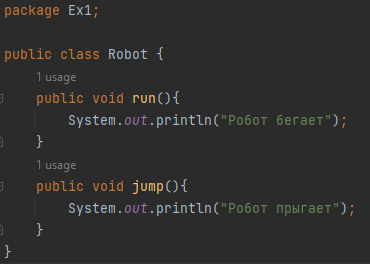 package Ex1;
public class Robot {
1 usage
public void run(){
System.out.println("Робот бегает");
}
1 usage
public void jump(){
System.out.println("Робот прыгает");
}
}